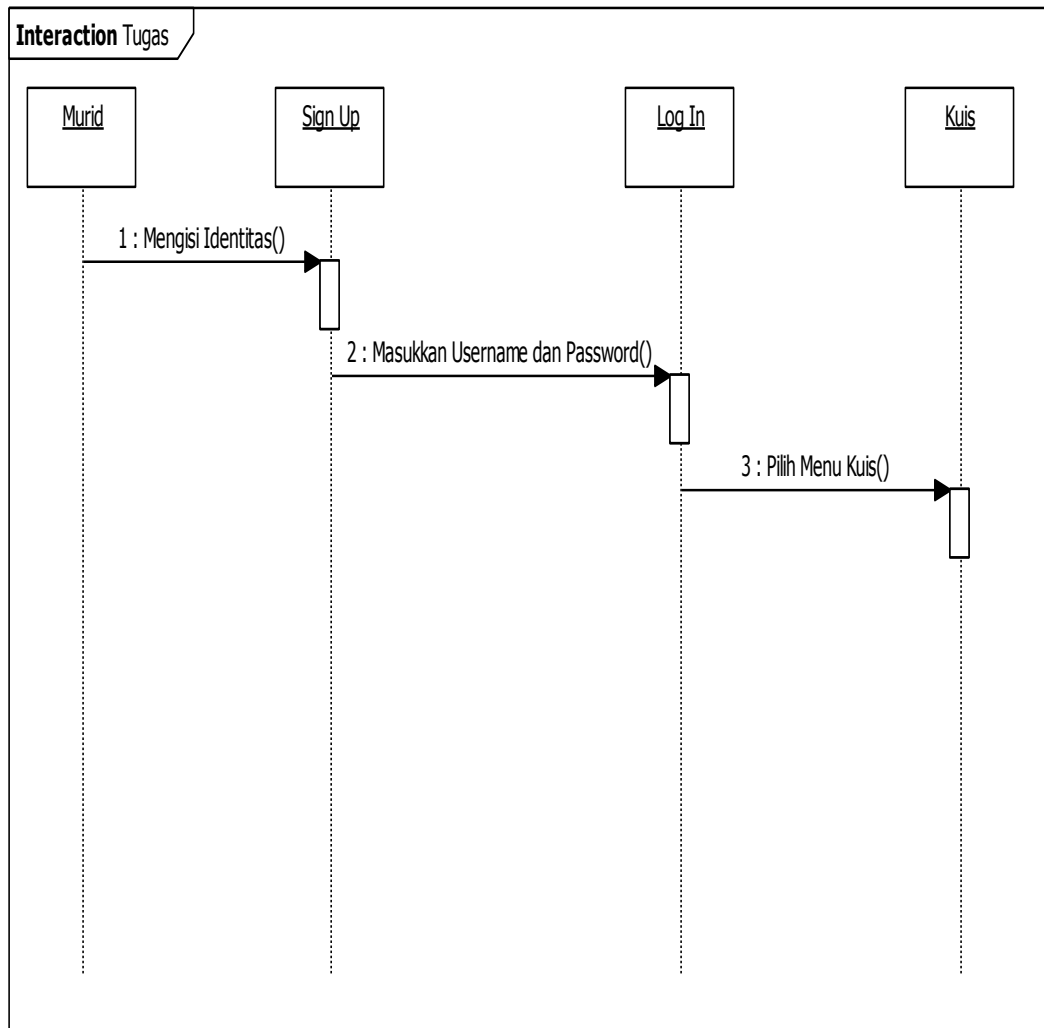 Interaction Tugas
Murid
Sign Up
Log In
Kuis
1 : Mengisi Identitas()
2 : Masukkan Username dan Password()
3 : Pilih Menu Kuis()